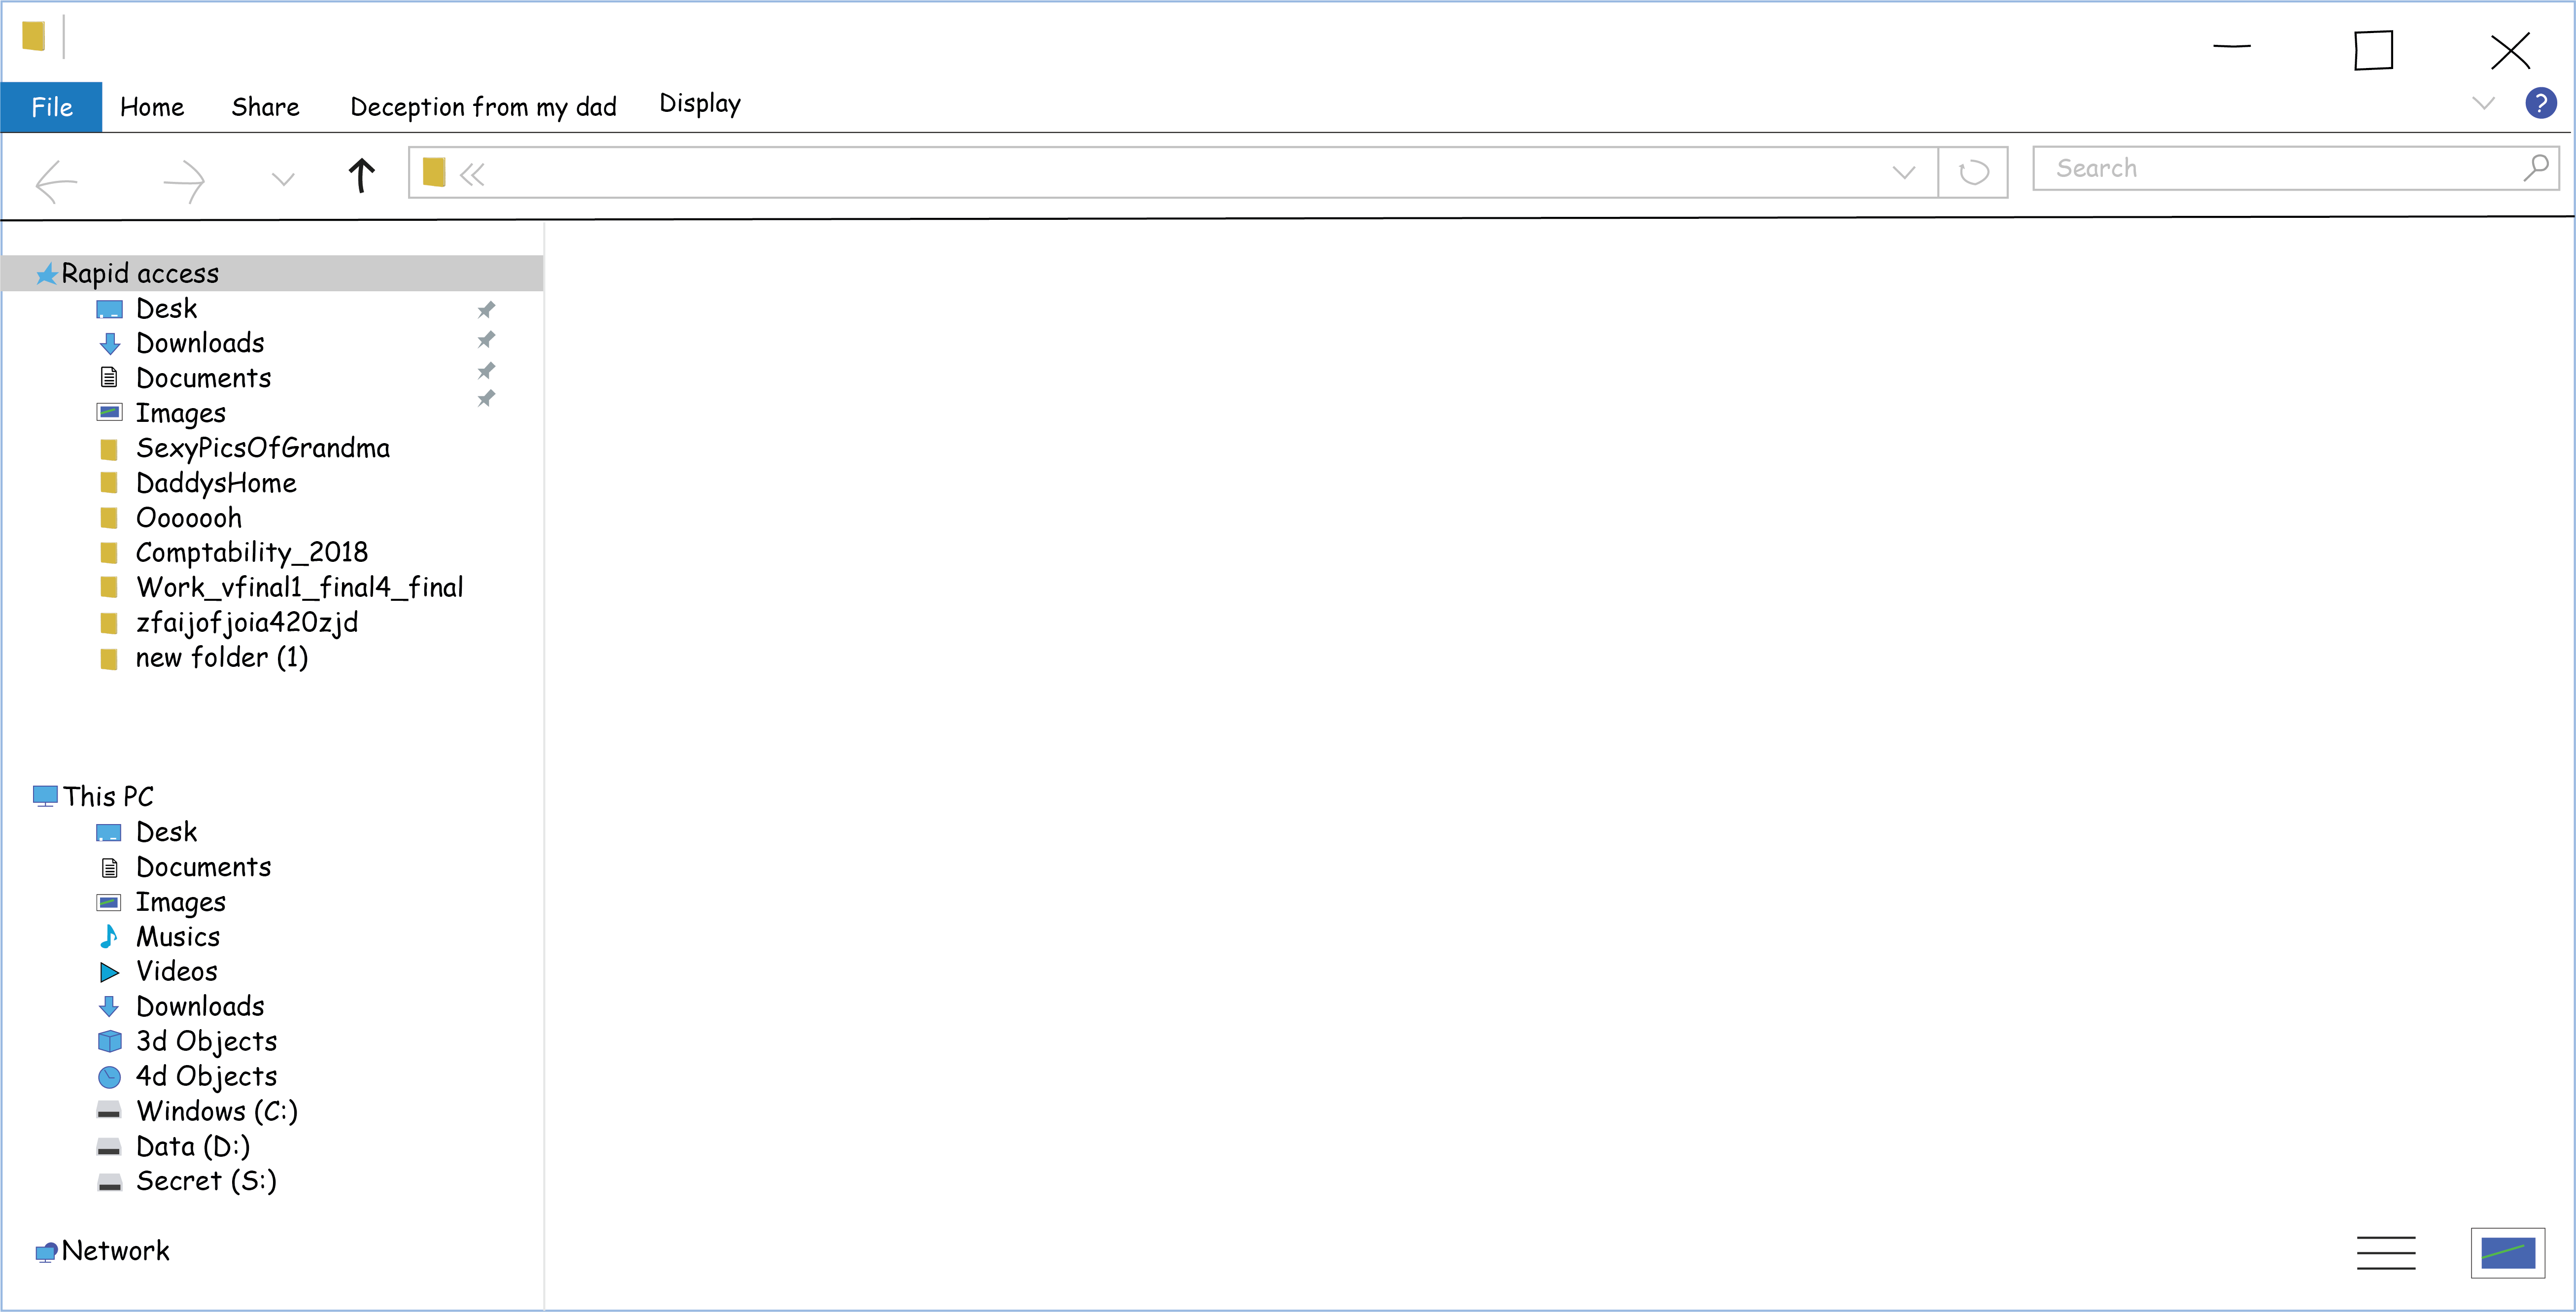 File Home Share Deception from my dad Display
?
Search
Rapid access
Desk
Downloads
Documents
Images
SexyPicsOfGrandma
DaddysHome
Ooooooh
Comptability_2018
Work_vfinal1_final4_final
zfaijofjoia420zjd
new folder (1)
This PC
Desk
Documents
Images
Musics
Videos
Downloads
3d Objects
4d Objects
Windows (C:)
Data (D:)
Secret (S:)
Network